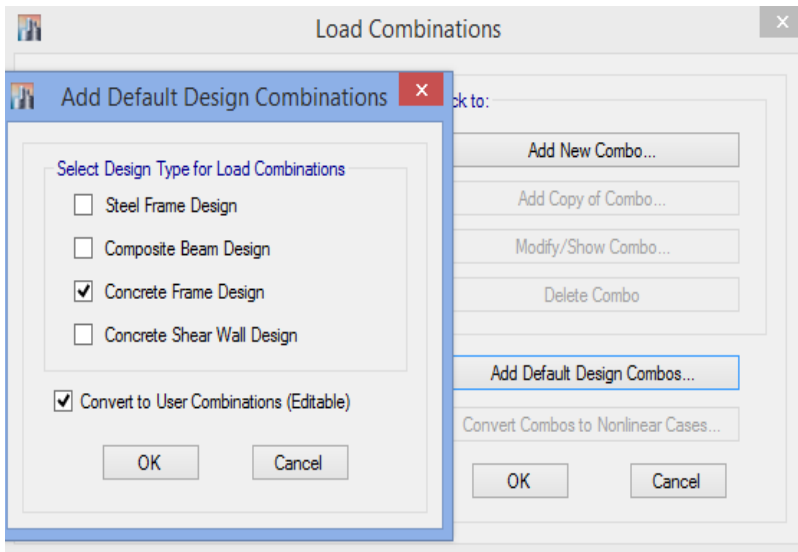 Load Combinations
Add Default Design Combinations
Select Design Type for Load Combinations
Steel Frame Design
Composite Beam Design
Concrete Frame Design
Concrete Shear Wall Design
Convert to User Combinations (Editable)
OK
Cancel
ck to:
Add New Combo...
Add Copy of Combo...
Modify/Show Combo...
Delete Combo
Add Default Design Combos...
Convert Combos to Nonlinear Cases...
OK
Cancel